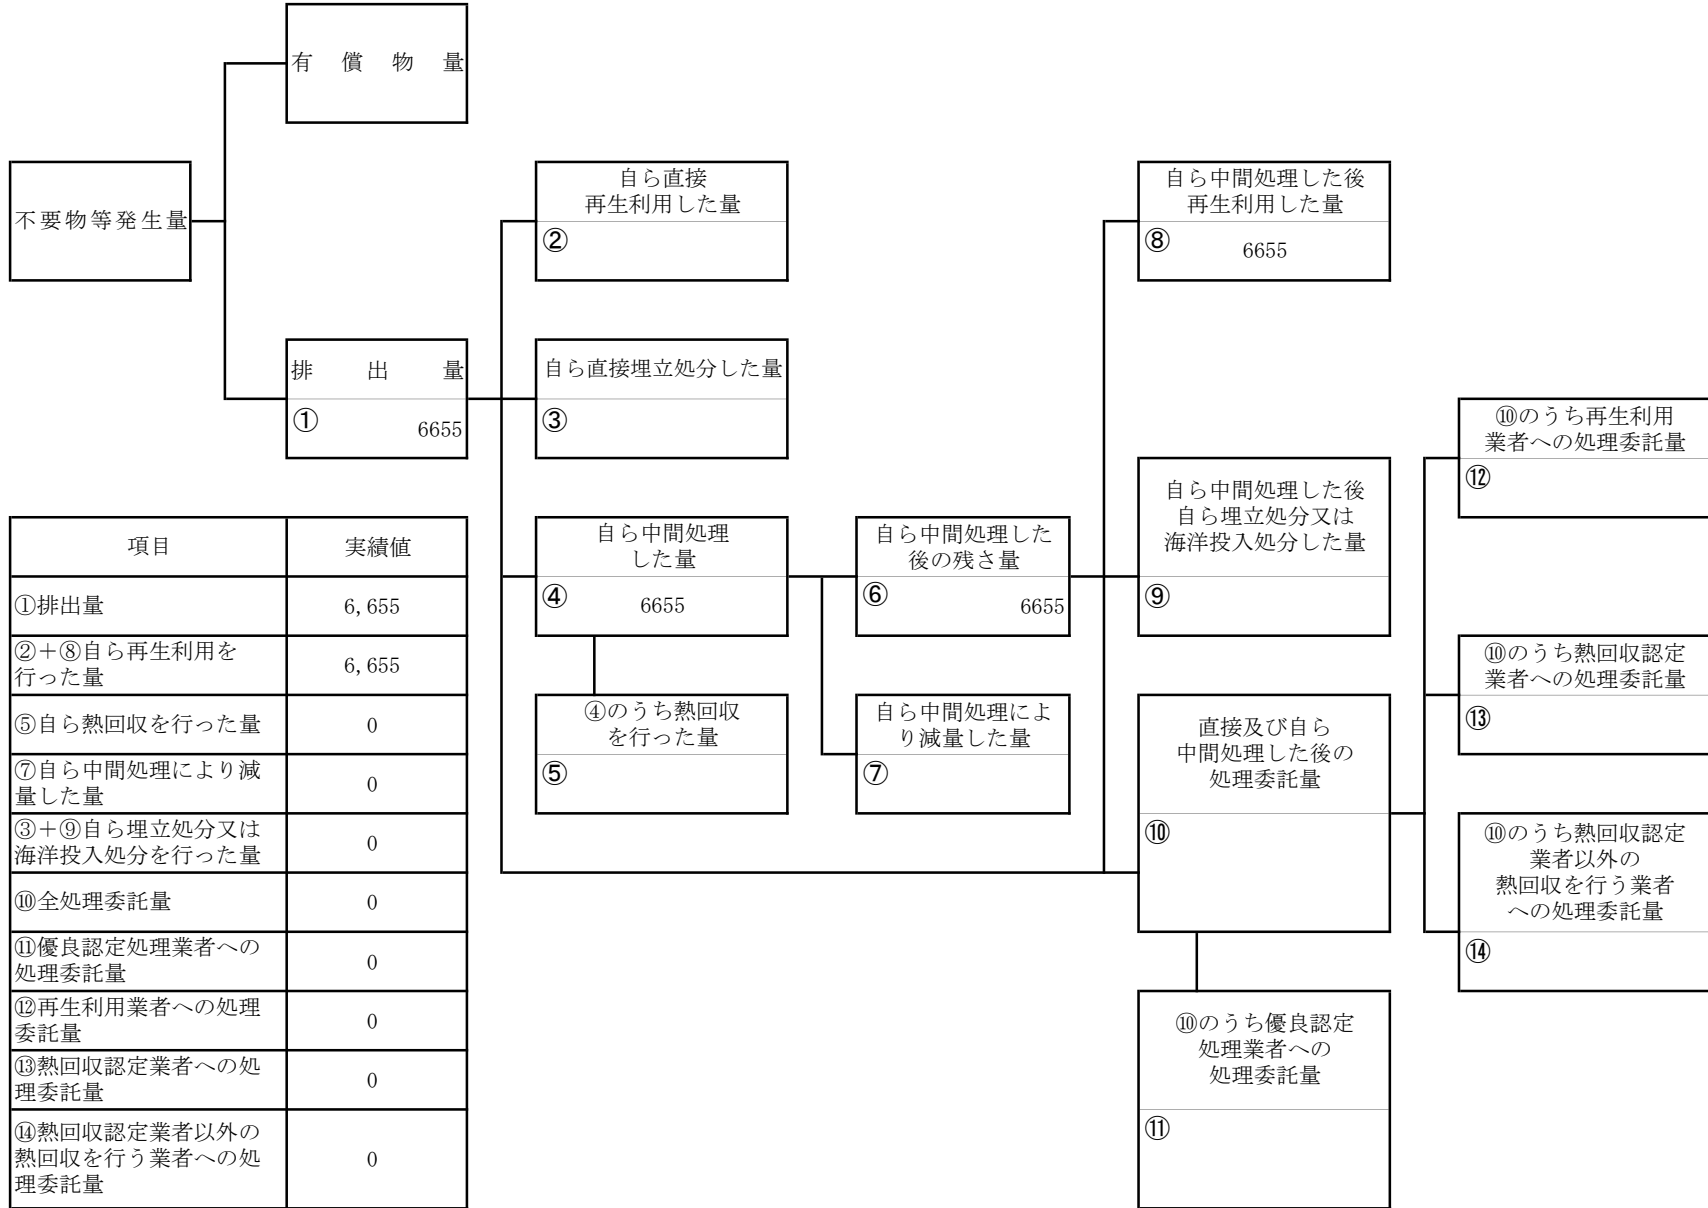 有償物量
不要物等発生量
自ら直接
再生利用した量
②
自ら中間処理した後
再生利用した量
⑧
6655
排出量
①
6655
自ら直接埋立処分した量
③
⑩のうち再生利用
業者への処理委託量
⑫
自ら中間処理した後
自ら埋立処分又は
海洋投入処分した量
⑨
自ら中間処理
した量
④
6655
自ら中間処理した
後の残さ量
⑥
6655
⑩のうち熱回収認定
業者への処理委託量
⑬
④のうち熱回収
を行った量
⑤
自ら中間処理によ
り減量した量
⑦
直接及び自ら
中間処理した後の
処理委託量
⑩
⑩のうち熱回収認定
業者以外の
熱回収を行う業者
への処理委託量
⑭
⑩のうち優良認定
処理業者への
処理委託量
⑪
項目 実績値
①排出量 6,655
②+⑧自ら再生利用を
行った量 6,655
⑤自ら熱回収を行った量 0
⑦自ら中間処理により減
量した量 0
③+⑨自ら埋立処分又は
海洋投入処分を行った量 0
⑩全処理委託量 0
⑪優良認定処理業者への
処理委託量 0
⑫再生利用業者への処理
委託量 0
⑬熱回収認定業者への処
理委託量 0
⑭熱回収認定業者以外の
熱回収を行う業者への処
理委託量 0